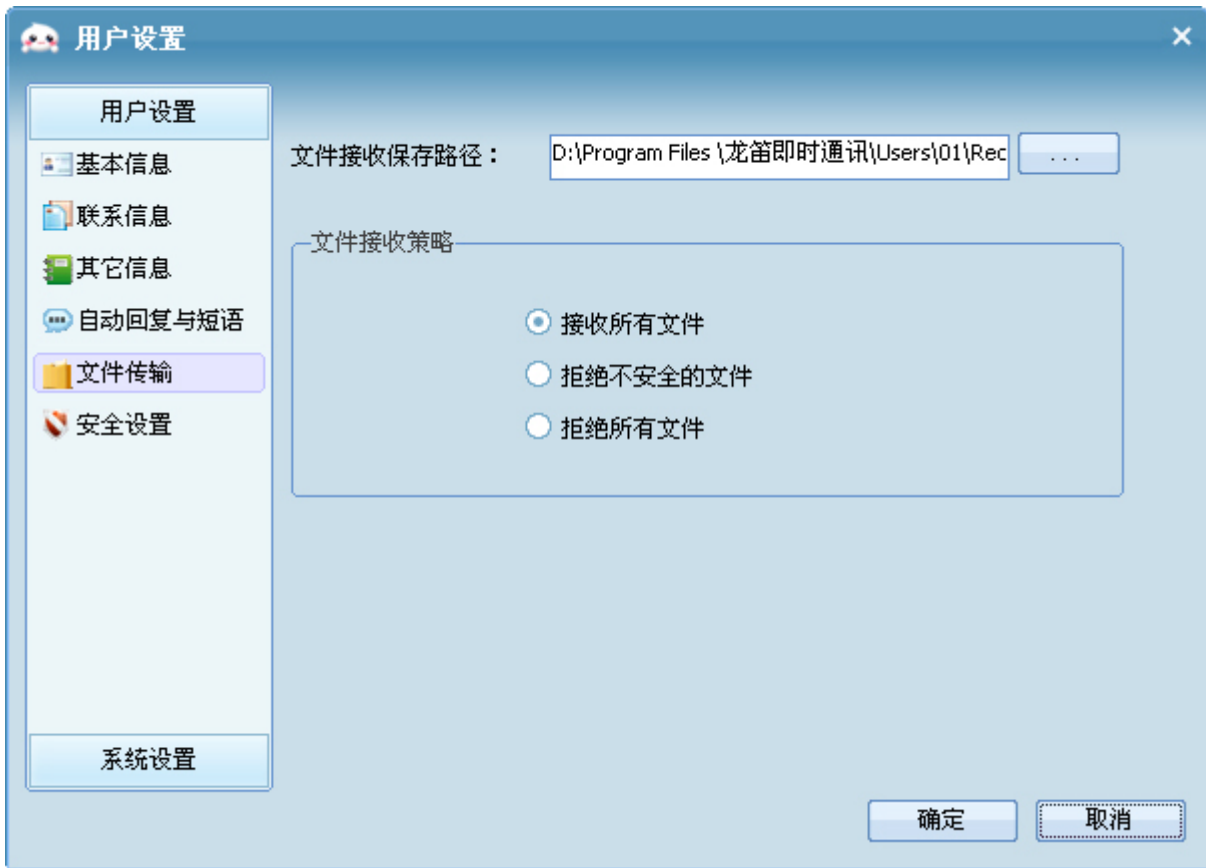 用户设置
用户设置
基本信息
联系信息
其它信息
自动回复与短语
文件传输
安全设置
系统设置
文件接收保存路径：
D:\Program Files \龙笛即时通讯\Users\01\Rec
...
文件接收策略
接收所有文件
拒绝不安全的文件
拒绝所有文件
确定
取消